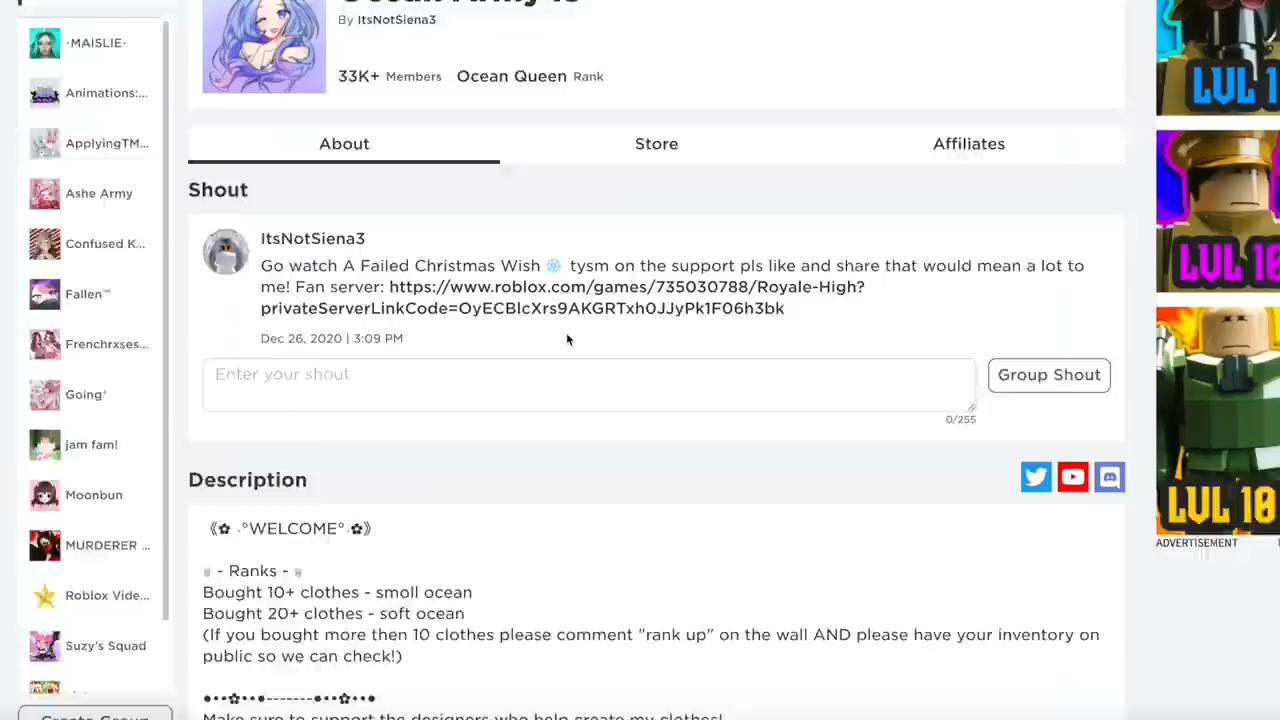 By ItsNotSiena3
33K+ Members Ocean Queen Rank
About Store Affiliates
Shout
ItsNotSiena3
Go watch A Failed Christmas Wish ❄️ tysm on the support pls like and share that would mean a lot to
me! Fan server: https://www.roblox.com/games/735030788/Royale-High?
privateServerLinkCode=OyECBlcXrs9AKGRTxh0JJyPk1F06h3bk
Dec 26, 2020 | 3:09 PM
Enter your shout
Group Shout
0/255
Description
《✿ ·°WELCOME°·✿》
- Ranks -
Bought 10+ clothes - smoll ocean
Bought 20+ clothes - soft ocean
(If you bought more then 10 clothes please comment "rank up" on the wall AND please have your inventory on
public so we can check!)
●••✿••●-------●••✿••●
Make sure to support the designers who help create my clothes!
·MAISLIE·
Animations:...
ApplyingTM...
Ashe Army
Confused K...
Fallen
Frenchrxses...
Going'
jam fam!
Moonbun
MURDERER ...
Roblox Vide...
Suzy's Squad
Create Group
LVL 1
LVL 10
ADVERTISEMENT